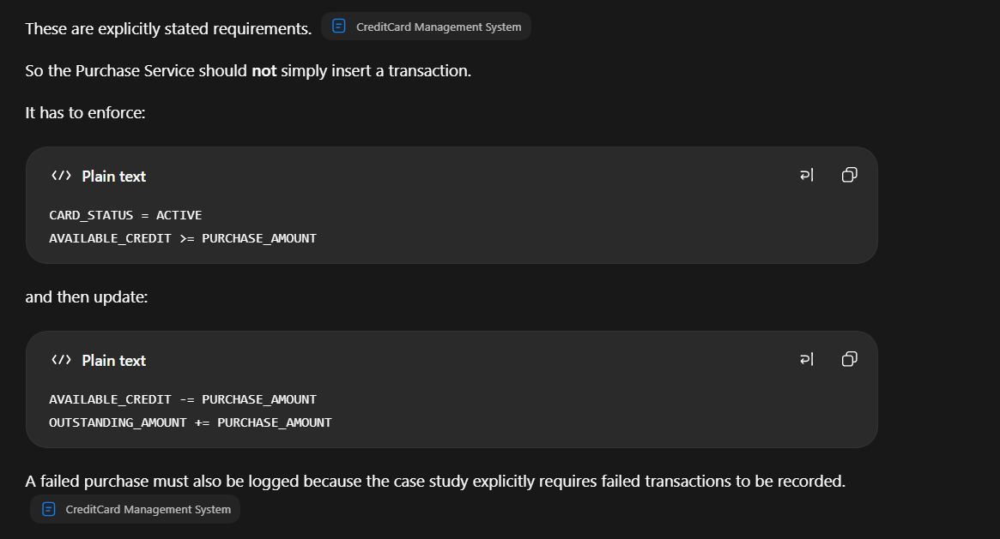 These are explicitly stated requirements. CreditCard Management System
So the Purchase Service should not simply insert a transaction.
It has to enforce:
Plain text
CARD_STATUS = ACTIVE
AVAILABLE_CREDIT >= PURCHASE_AMOUNT
and then update:
Plain text
AVAILABLE_CREDIT -= PURCHASE_AMOUNT
OUTSTANDING_AMOUNT += PURCHASE_AMOUNT
A failed purchase must also be logged because the case study explicitly requires failed transactions to be recorded.
CreditCard Management System